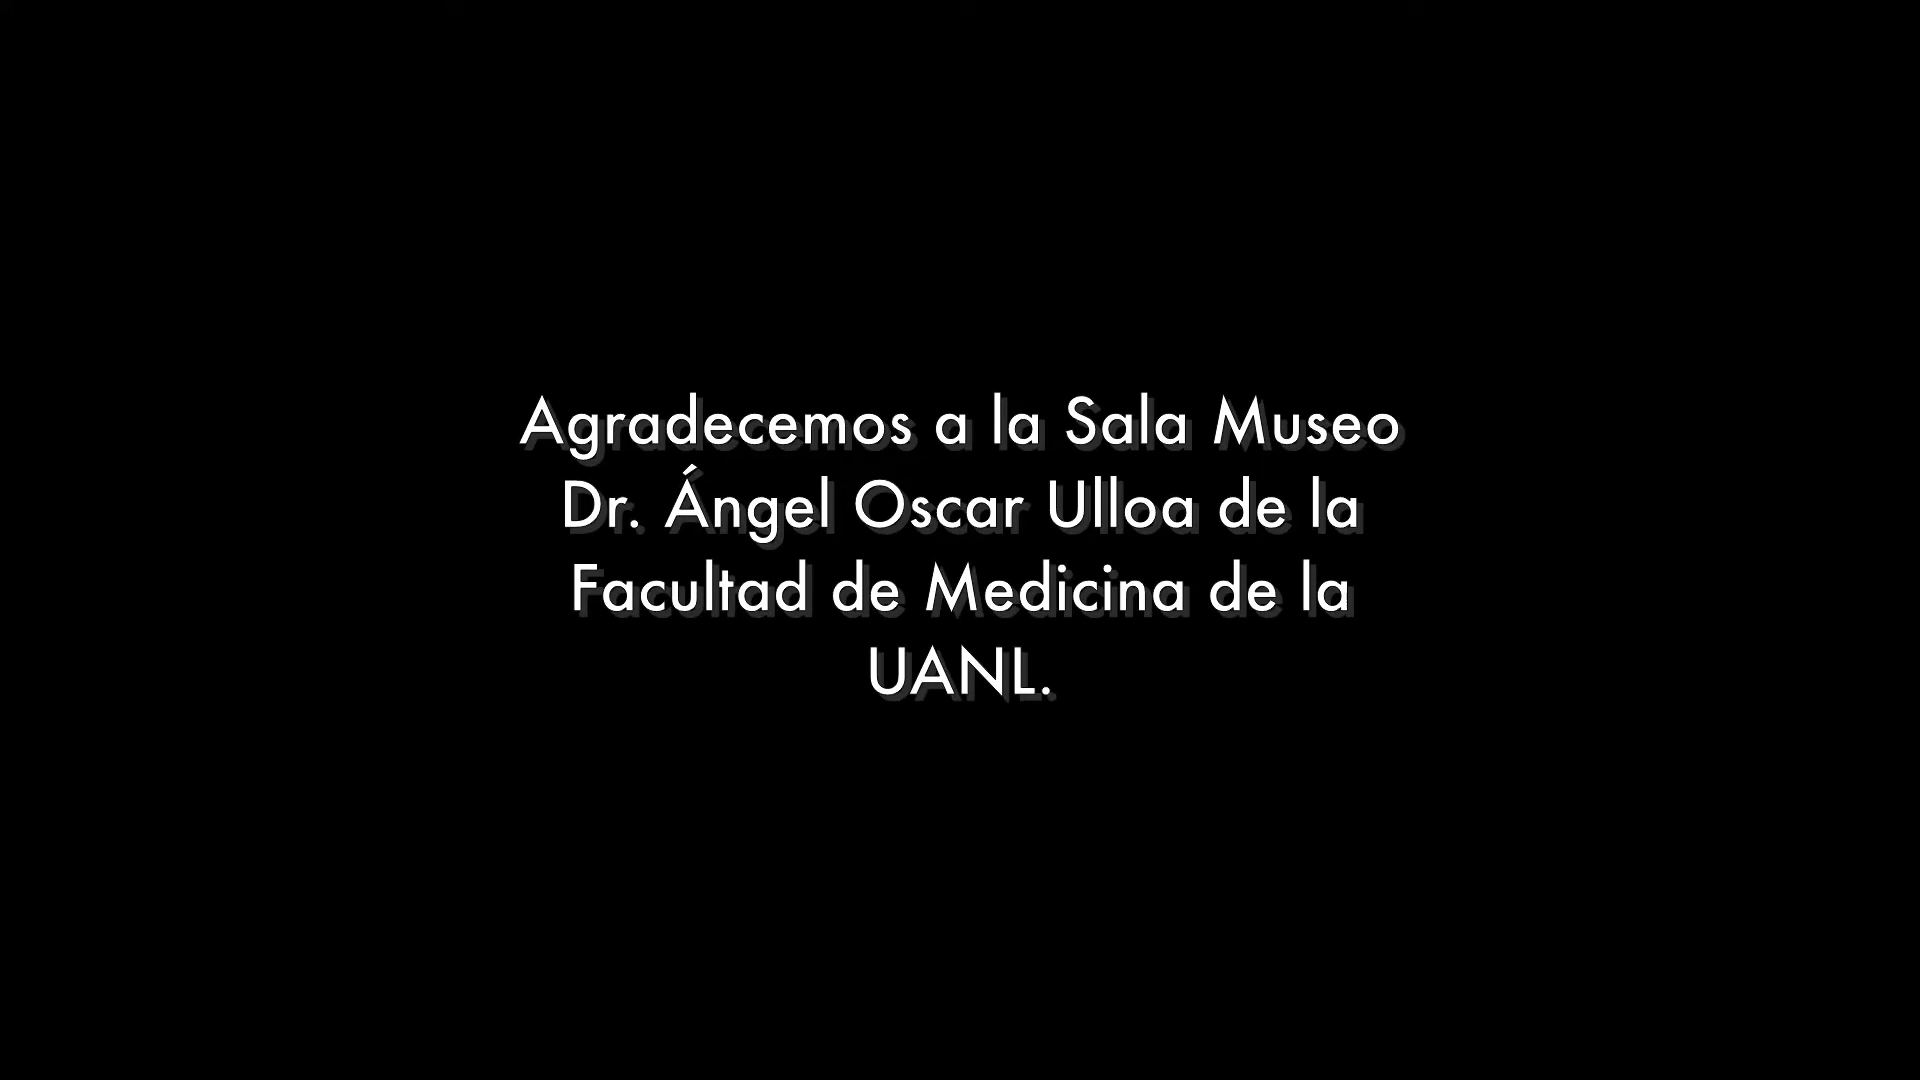 Agradecemos a la Sala Museo
Dr. Ángel Oscar Ulloa de la
Facultad de Medicina de la
UANL.